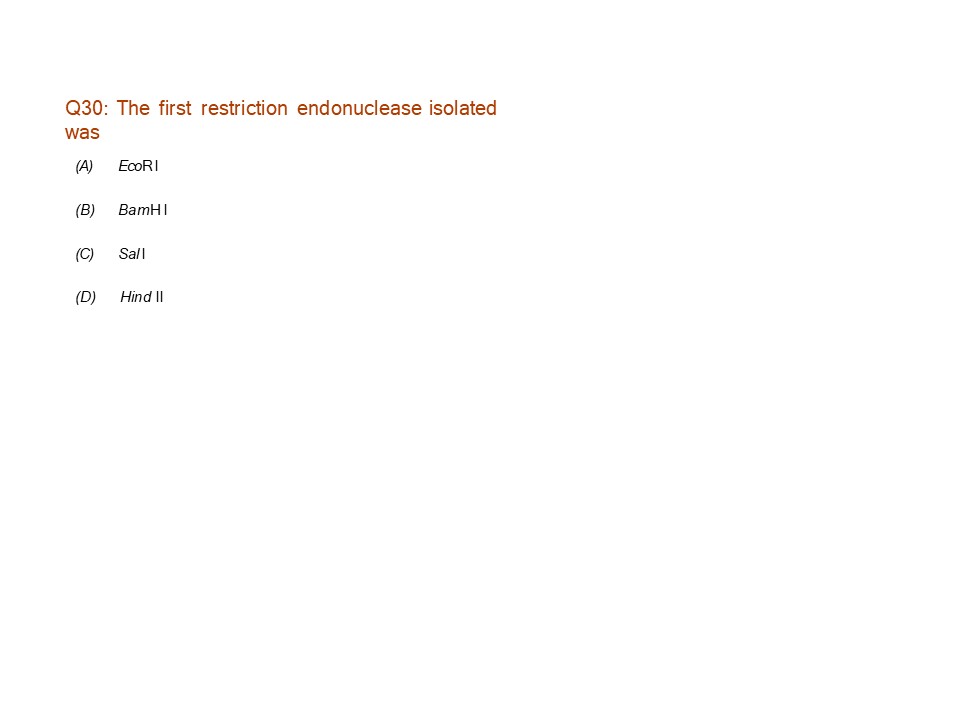 Q30: The first restriction endonuclease isolated
was
(A) EcoR I
(B) BamH I
(C) Sal I
(D) Hind II